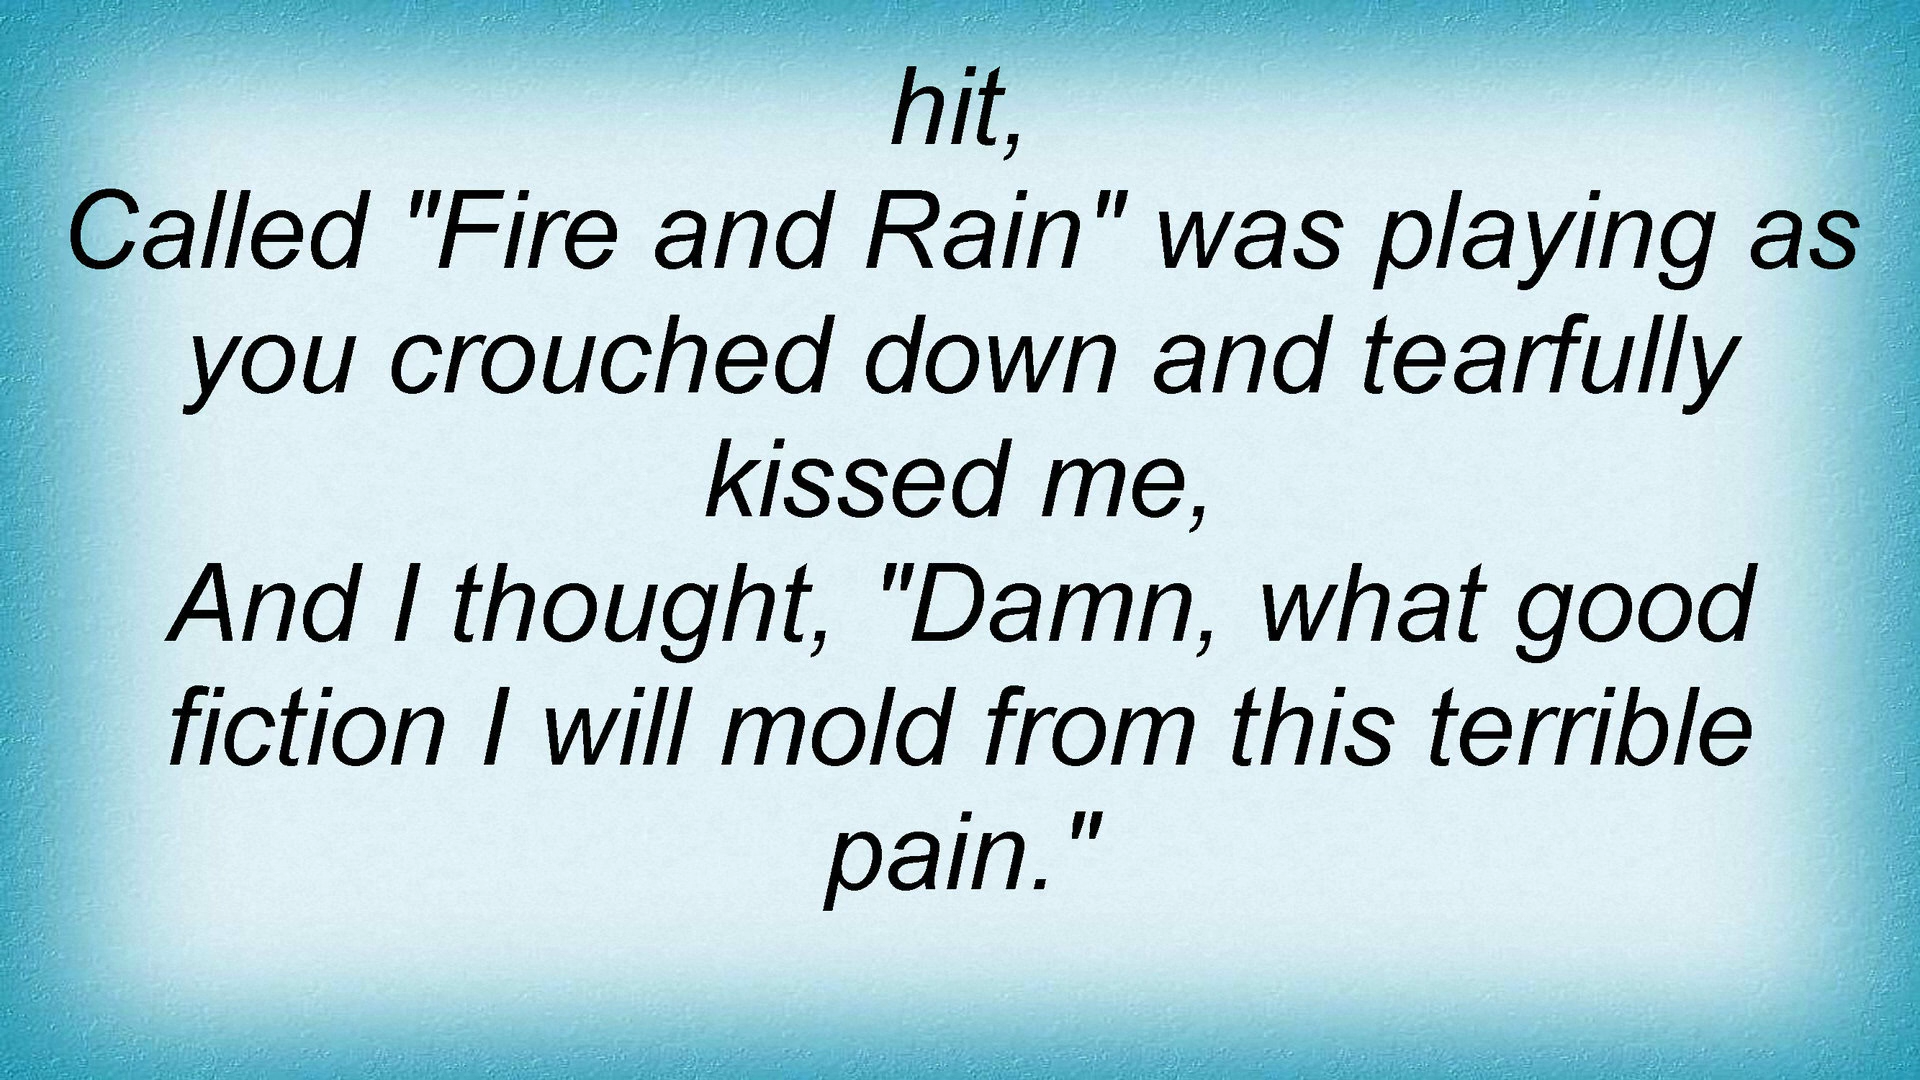 hit,
Called "Fire and Rain" was playing as
you crouched down and tearfully
kissed me,
And I thought, "Damn, what good
fiction I will mold from this terrible
pain."